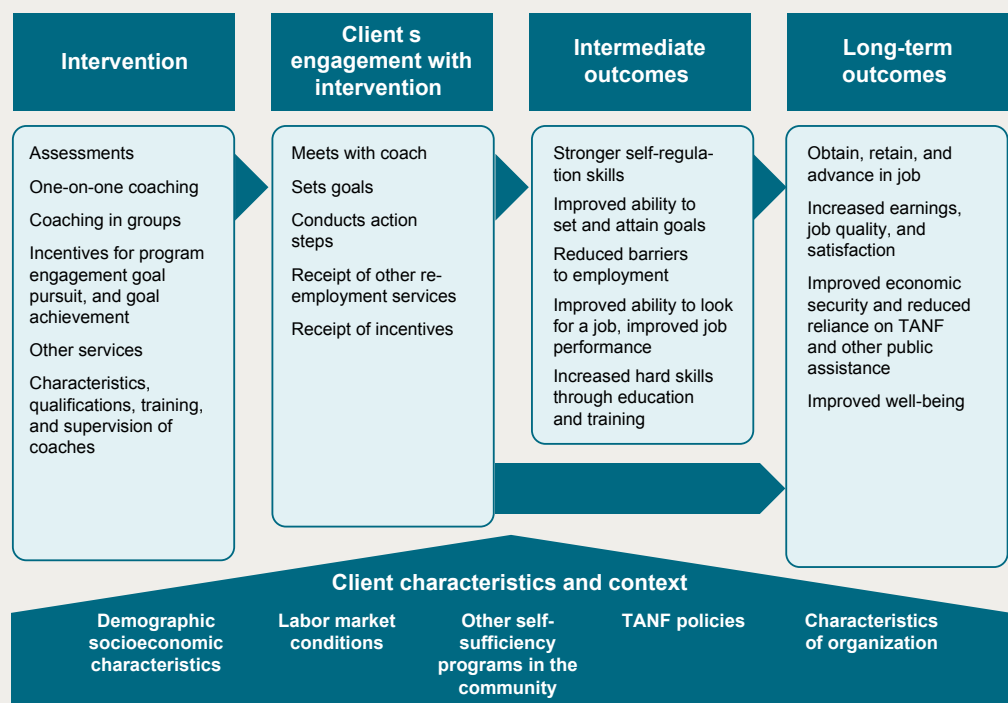 Intervention
Client s
engagement with
intervention
Intermediate
outcomes
Long-term
outcomes
Assessments
One-on-one coaching
Coaching in groups
Incentives for program
engagement goal
pursuit, and goal
achievement
Other services
Characteristics,
qualifications, training,
and supervision of
coaches
Meets with coach
Sets goals
Conducts action
steps
Receipt of other re-
employment services
Receipt of incentives
Stronger self-regula-
tion skills
Improved ability to
set and attain goals
Reduced barriers
to employment
Improved ability to look
for a job, improved job
performance
Increased hard skills
through education
and training
Obtain, retain, and
advance in job
Increased earnings,
job quality, and
satisfaction
Improved economic
security and reduced
reliance on TANF
and other public
assistance
Improved well-being
Client characteristics and context
Demographic
socioeconomic
characteristics
Labor market
conditions
Other self-
sufficiency
programs in the
community
TANF policies
Characteristics
of organization